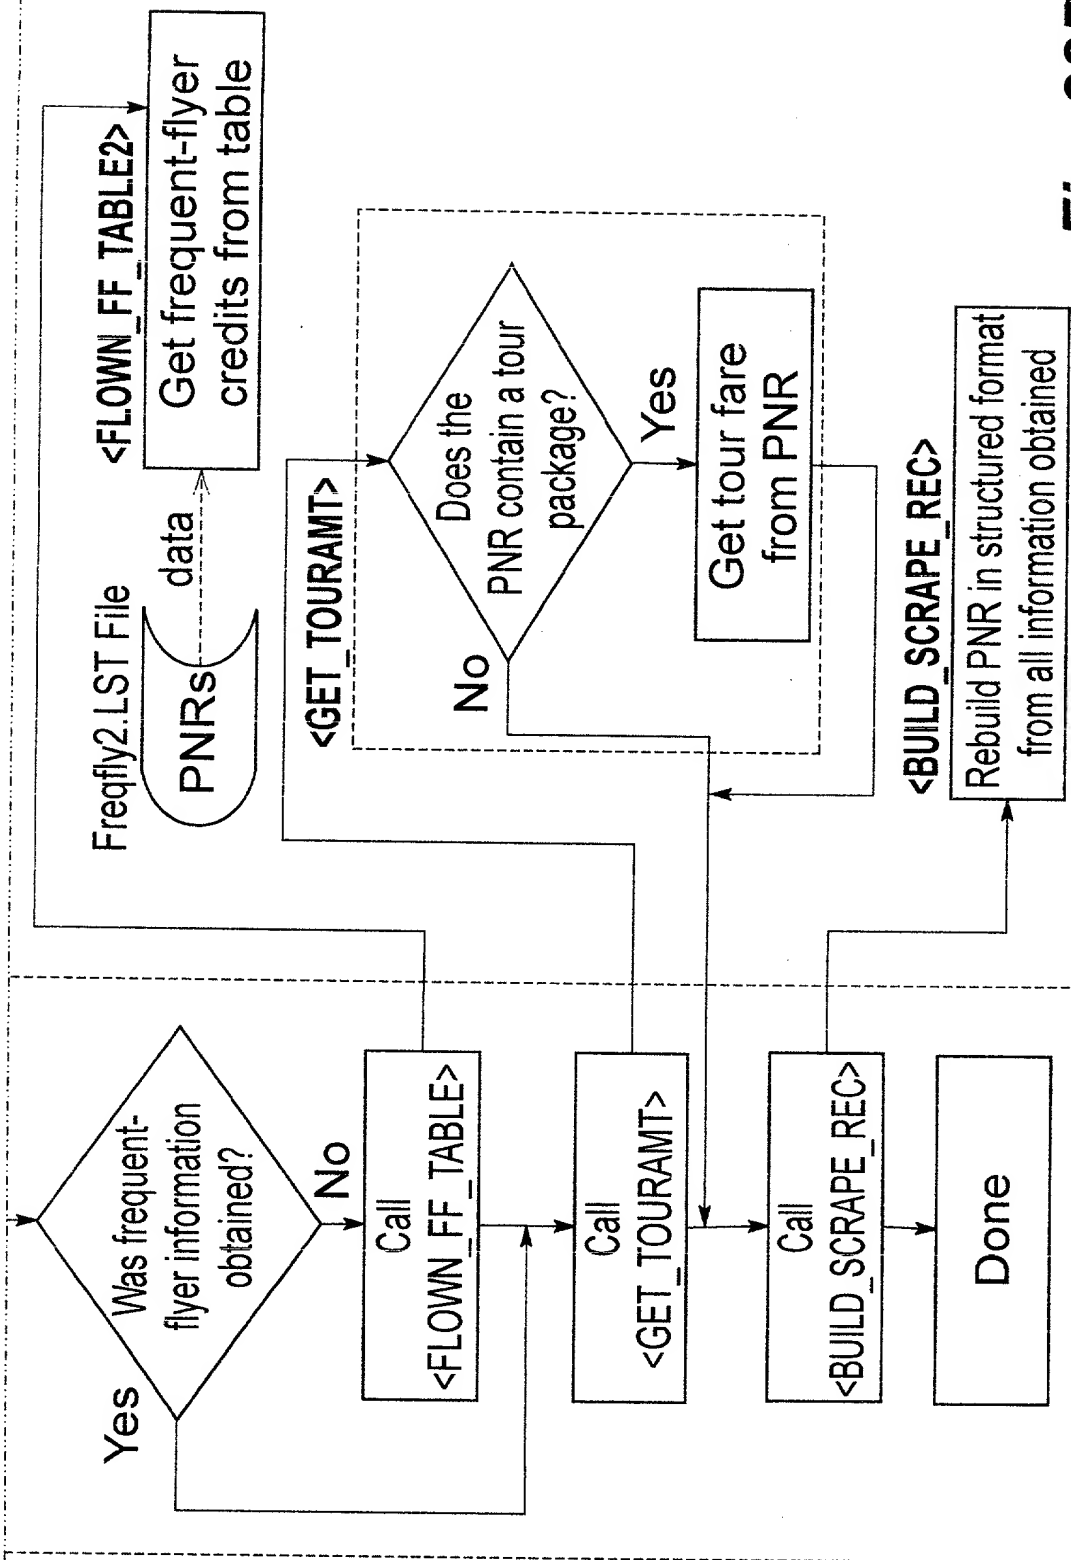 Was frequent-
flyer information
obtained?
Yes
No
Call
<FLOWN_FF_TABLE>
Call
<GET_TOURAMT>
Call
<BUILD_SCRAPE_REC>
Done
Freqfly2.LST File
PNRs
data
<FLOWN_FF_TABLE2>
Get frequent-flyer
credits from table
<GET_TOURAMT>
Does the
PNR contain a tour
package?
No
Yes
Get tour fare
from PNR
<BUILD_SCRAPE_REC>
Rebuild PNR in structured format
from all information obtained